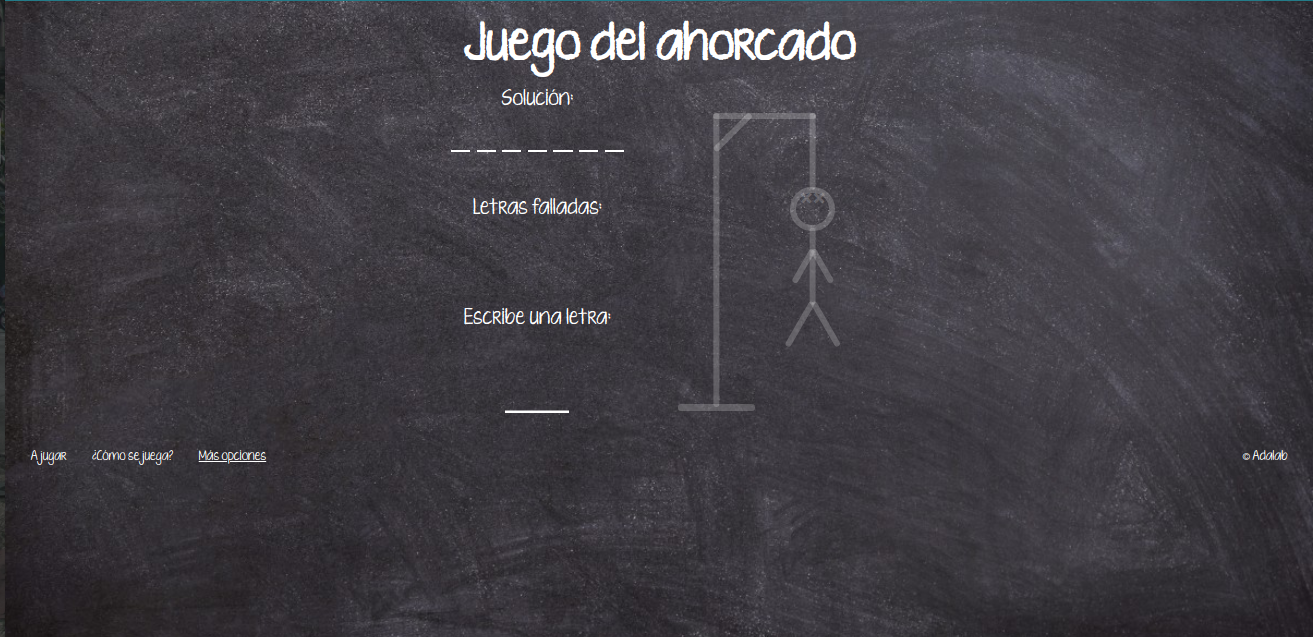 Juego del ahorcado
Solución:
_ _ _ _ _ _ _
Letras falladas:
Escribe una letra:
A jugar ¿Cómo se juega? Más opciones © Adalab